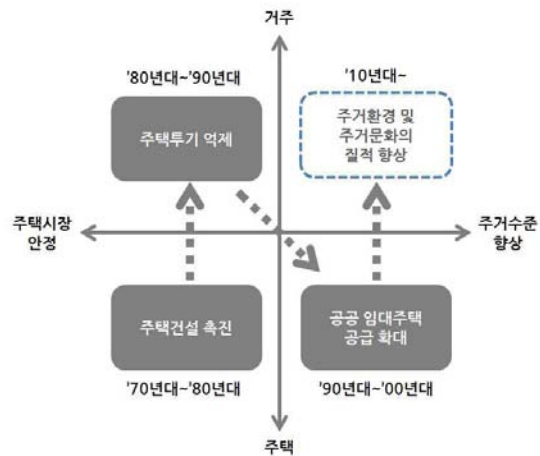 거주
'80년대~'90년대
'10년대~
주택투기 억제
주거환경 및
주거문화의
질적 향상
주택시장
안정
주거수준
향상
주택건설 촉진
공공 임대주택
공급 확대
'70년대~'80년대
'90년대~'00년대
주택